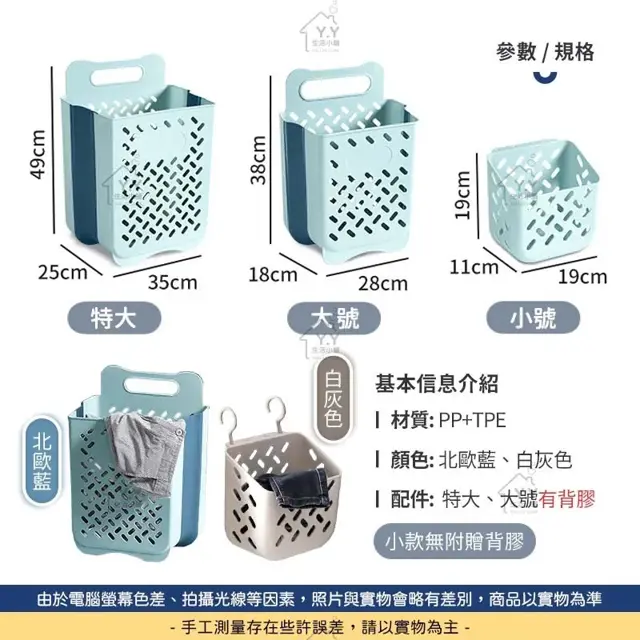 Y.Y
生活小舖
參數 / 規格
49cm
25cm
35cm
特大
38cm
18cm
28cm
大號
19cm
11cm
19cm
小號
北歐藍
白灰色
基本信息介紹
材質: PP+TPE
顏色: 北歐藍、白灰色
配件: 特大、大號有背膠
小款無附贈背膠
由於電腦螢幕色差、拍攝光線等因素，照片與實物會略有差別，商品以實物為準
- 手工測量存在些許誤差，請以實物為主 -